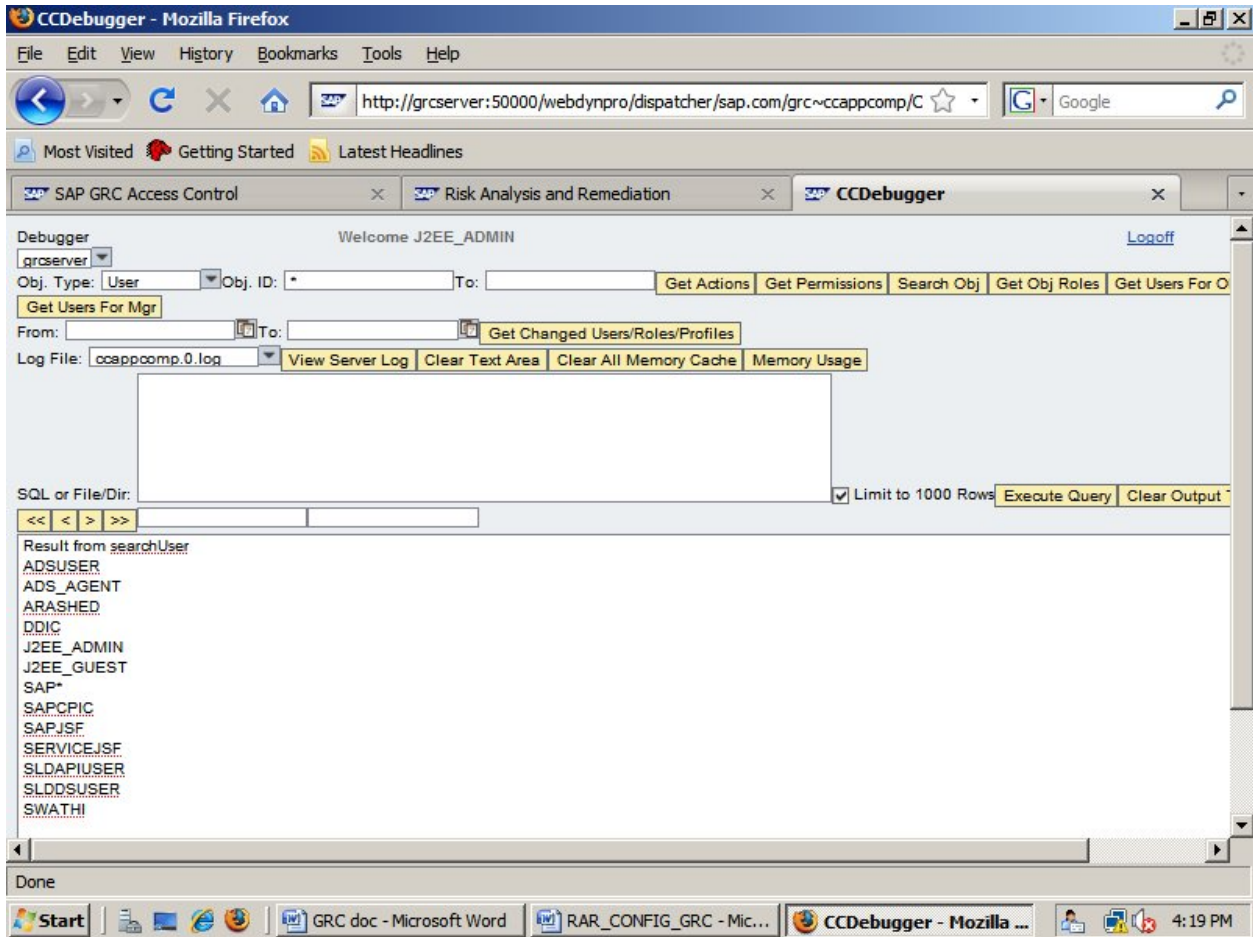 CCDebugger - Mozilla Firefox
File Edit View History Bookmarks Tools Help
http://grcserver:50000/webdynpro/dispatcher/sap.com/grc~ccappcomp/C
G Google
Most Visited Getting Started Latest Headlines
SAP GRC Access Control Risk Analysis and Remediation CCDebugger
Debugger Welcome J2EE_ADMIN Logoff
grcserver
Obj. Type: User Obj. ID: * To: Get Actions Get Permissions Search Obj Get Obj Roles Get Users For O
Get Users For Mgr
From: To: Get Changed Users/Roles/Profiles
Log File: ccappcomp.0.log View Server Log Clear Text Area Clear All Memory Cache Memory Usage
SQL or File/Dir: Limit to 1000 Rows Execute Query Clear Output T
<< < > >>
Result from searchUser
ADSUSER
ADS_AGENT
ARASHED
DDIC
J2EE_ADMIN
J2EE_GUEST
SAP*
SAPCPIC
SAPJSF
SERVICEJSF
SLDAPIUSER
SLDDSUSER
SWATHI
Done
Start GRC doc - Microsoft Word RAR_CONFIG_GRC - Mic... CCDebugger - Mozilla ... 4:19 PM